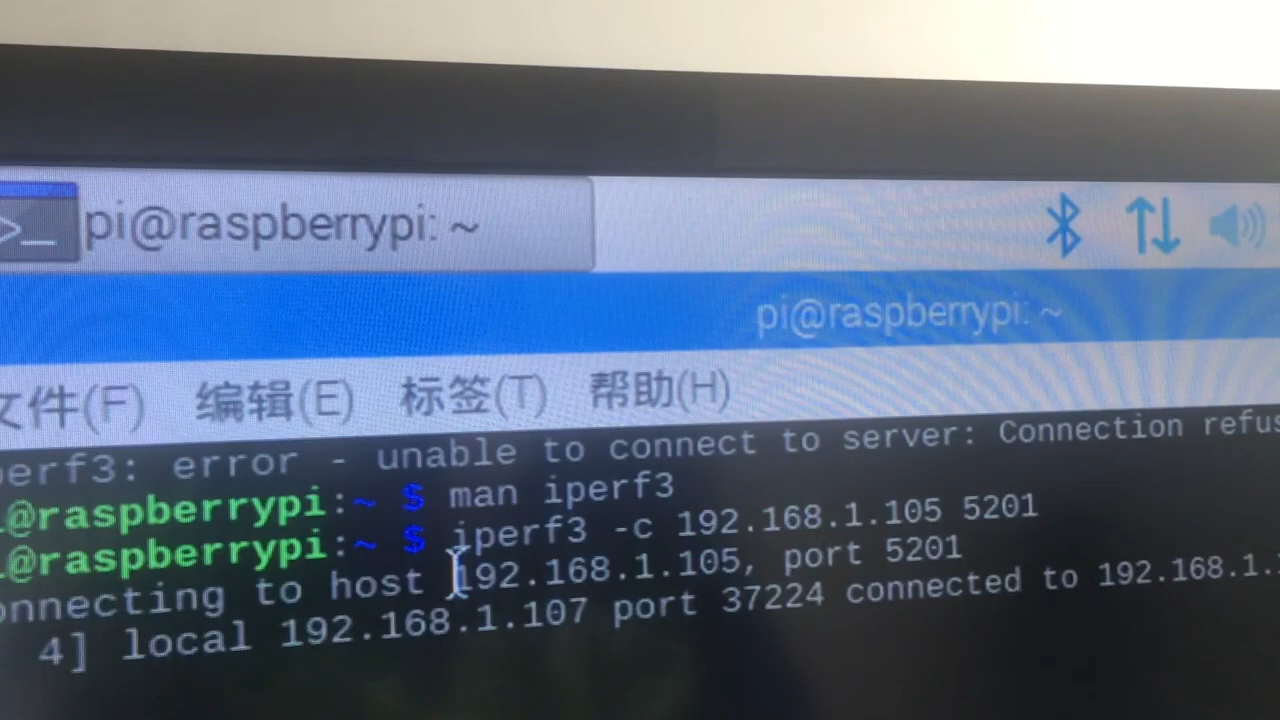 >_ pi@raspberrypi: ~
pi@raspberrypi: ~
文件(F) 编辑(E) 标签(T) 帮助(H)
perf3: error - unable to connect to server: Connection refus
i@raspberrypi:~ $ man iperf3
i@raspberrypi:~ $ iperf3 -c 192.168.1.105 5201
onnecting to host 192.168.1.105, port 5201
4] local 192.168.1.107 port 37224 connected to 192.168.1.